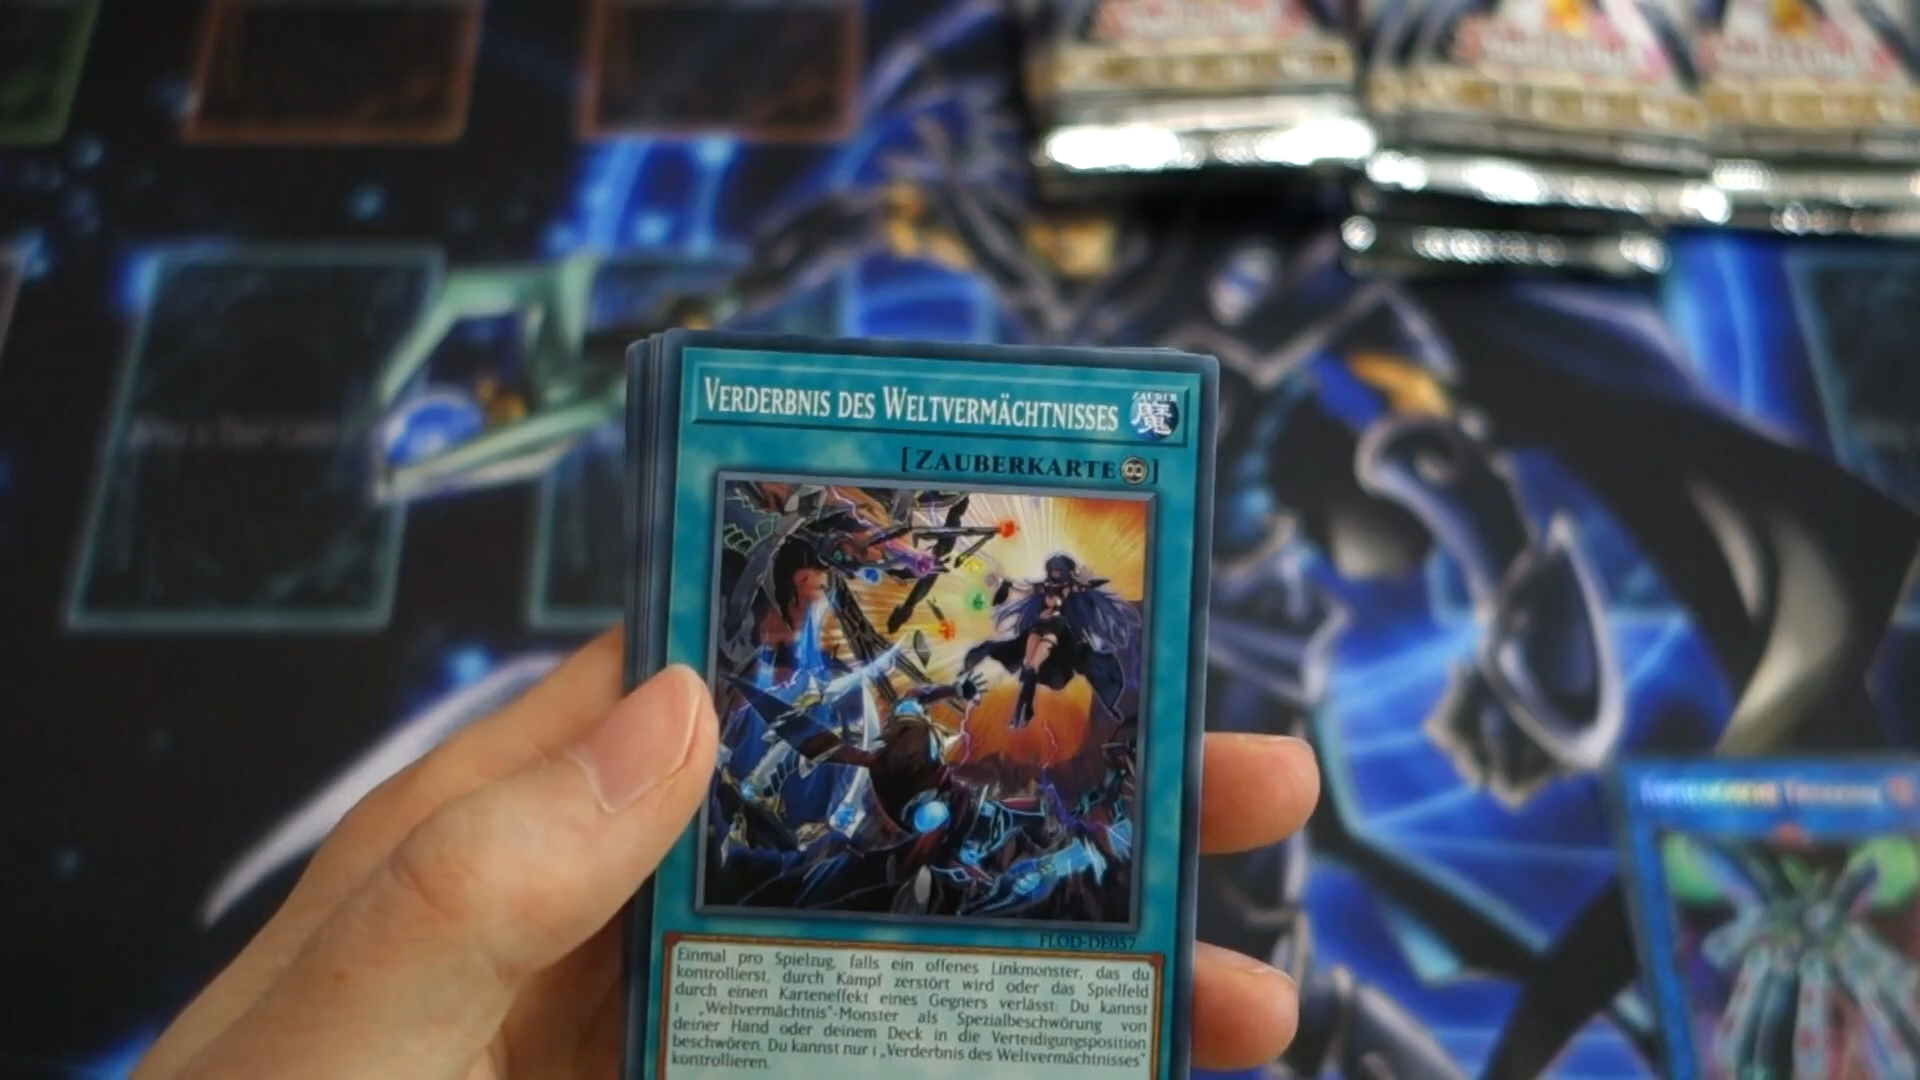 VERDERBNIS DES WELTVERMÄCHTNISSES
ZAUBER
魔
[ZAUBERKARTE]
FLOD-DE057
Einmal pro Spielzug, falls ein offenes Linkmonster, das du
kontrollierst, durch Kampf zerstört wird oder das Spielfeld
durch einen Karteneffekt eines Gegners verlässt: Du kannst
1 „Weltvermächtnis"-Monster als Spezialbeschwörung von
deiner Hand oder deinem Deck in die Verteidigungsposition
beschwören. Du kannst nur 1 „Verderbnis des Weltvermächtnisses"
kontrollieren.